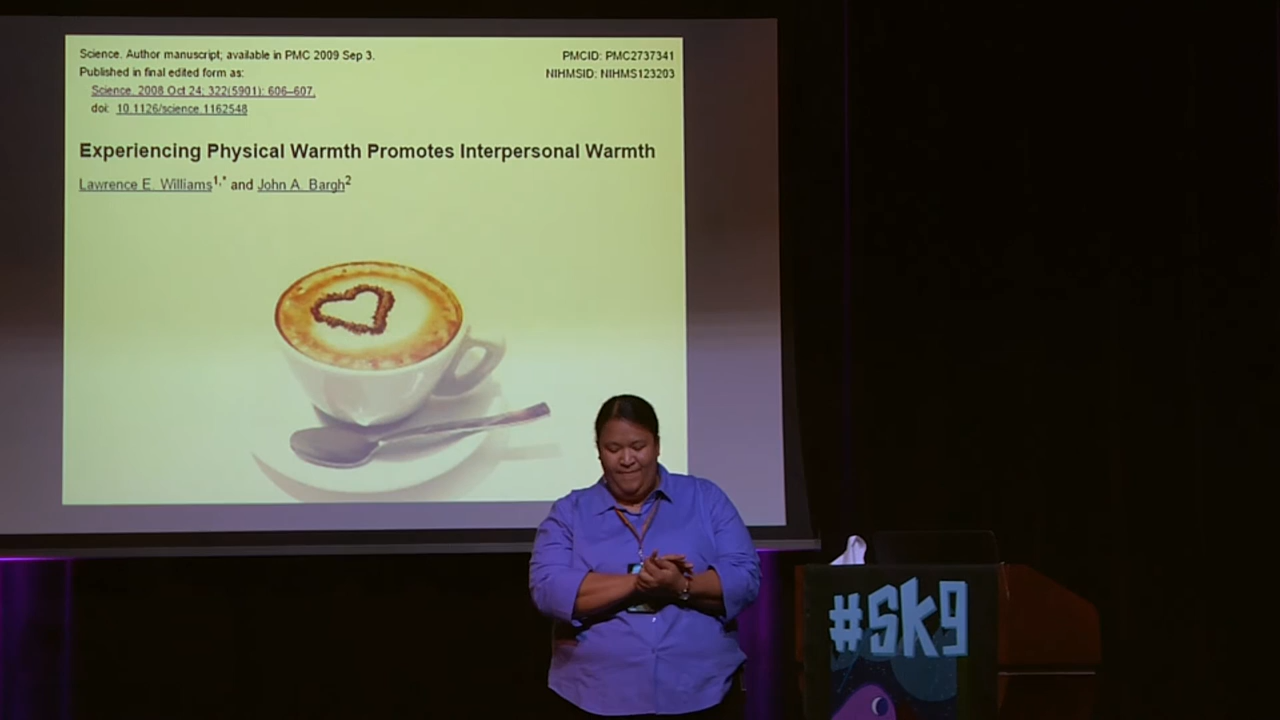 Science. Author manuscript; available in PMC 2009 Sep 3.
PMCID: PMC2737341
Published in final edited form as:
NIHMSID: NIHMS123203
Science. 2008 Oct 24; 322(5901): 606–607.
doi: 10.1126/science.1162548
Experiencing Physical Warmth Promotes Interpersonal Warmth
Lawrence E. Williams1,* and John A. Bargh2
#sk9